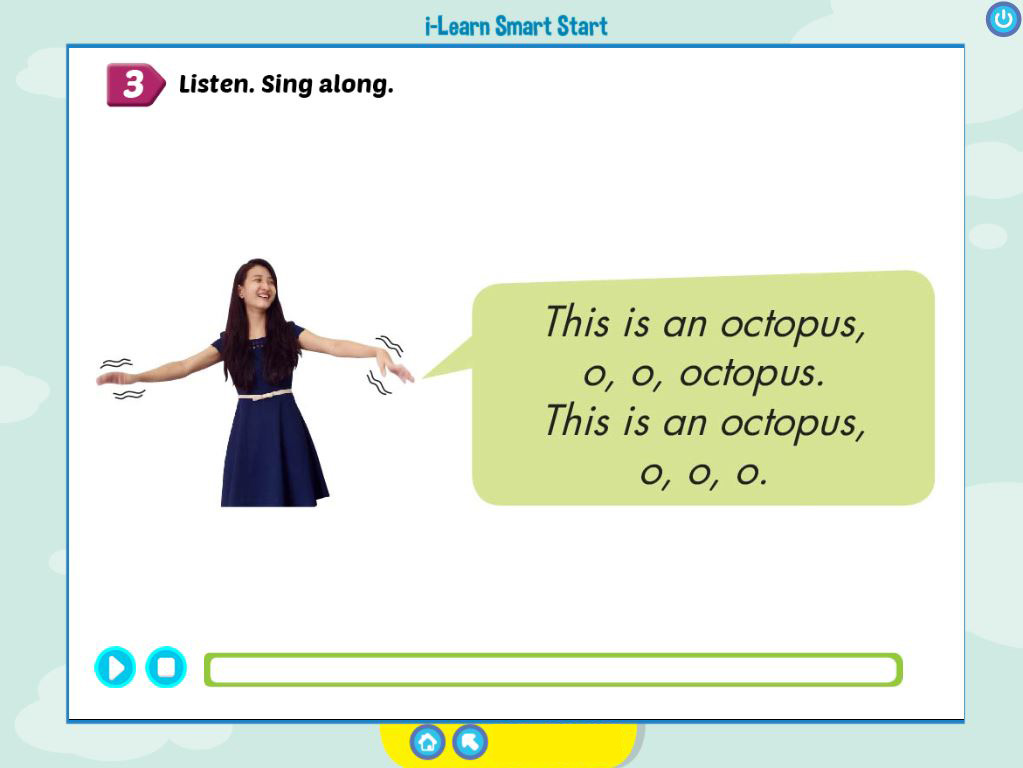 i-Learn Smart Start
3 Listen. Sing along.
This is an octopus,
o, o, octopus.
This is an octopus,
o, o, o.